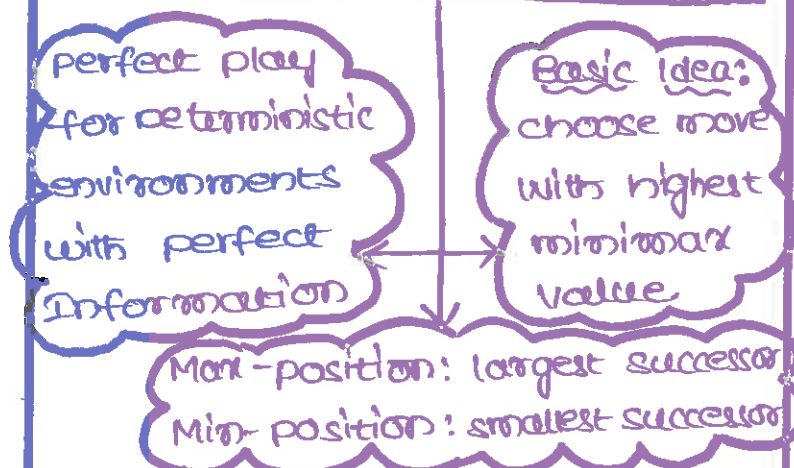 perfect play
for Deterministic
environments
with perfect
Information
Basic Idea:
choose move
with highest
minimax
value
Max-position: largest successor
Min-position: smallest successor